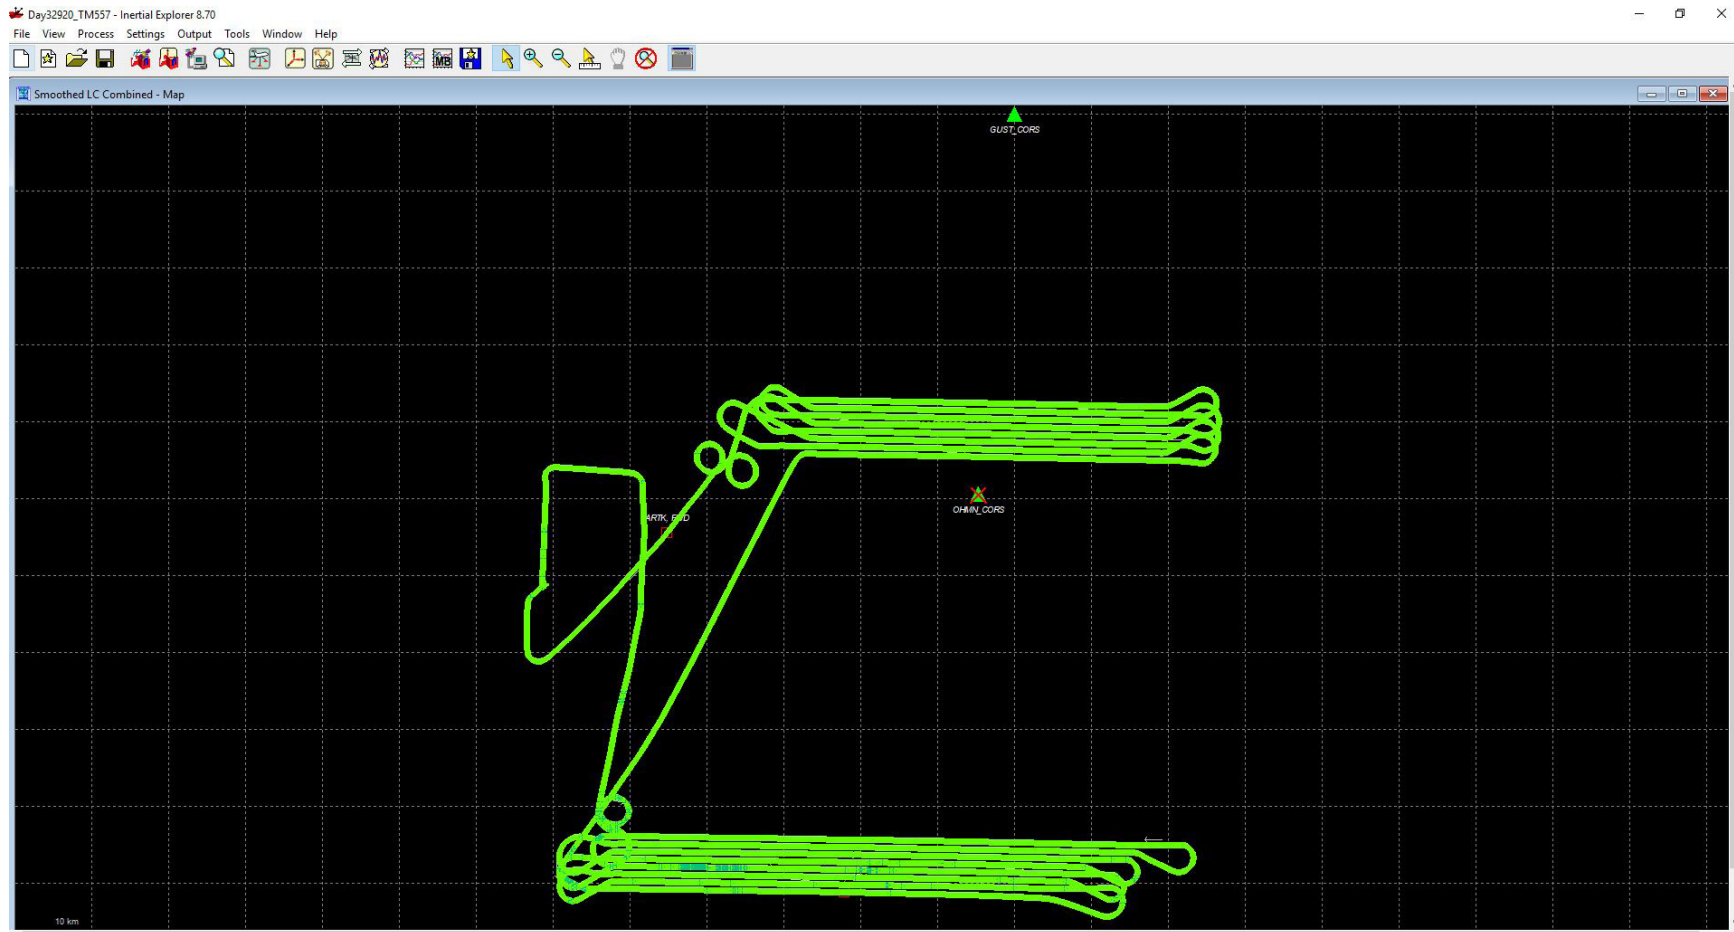 Day32920_TM557 - Inertial Explorer 8.70
File View Process Settings Output Tools Window Help
MB
Smoothed LC Combined - Map
GUST_CORS
OHMN_CORS
10 km